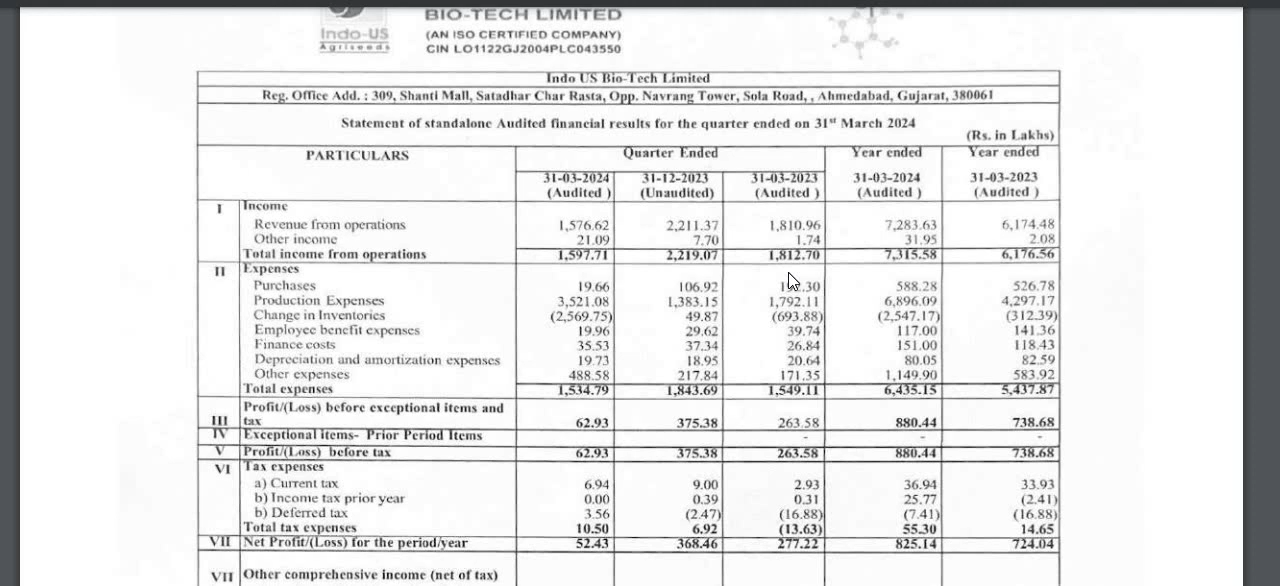 BIO-TECH LIMITED
Indo-US
Agriseeds
(AN ISO CERTIFIED COMPANY)
CIN LO1122GJ2004PLC043550
Indo US Bio-Tech Limited
Reg. Office Add. : 309, Shanti Mall, Satadhar Char Rasta, Opp. Navrang Tower, Sola Road, , Ahmedabad, Gujarat, 380061
Statement of standalone Audited financial results for the quarter ended on 31st March 2024
(Rs. in Lakhs)
PARTICULARS Quarter Ended Year ended Year ended
31-03-2024 31-12-2023 31-03-2023 31-03-2024 31-03-2023
(Audited ) (Unaudited) (Audited ) (Audited ) (Audited )
I Income
Revenue from operations 1,576.62 2,211.37 1,810.96 7,283.63 6,174.48
Other income 21.09 7.70 1.74 31.95 2.08
Total income from operations 1,597.71 2,219.07 1,812.70 7,315.58 6,176.56
II Expenses
Purchases 19.66 106.92 588.28 526.78
Production Expenses 3,521.08 1,383.15 1,792.11 6,896.09 4,297.17
Change in Inventories (2,569.75) 49.87 (693.88) (2,547.17) (312.39)
Employee benefit expenses 19.96 29.62 39.74 117.00 141.36
Finance costs 35.53 37.34 26.84 151.00 118.43
Depreciation and amortization expenses 19.73 18.95 20.64 80.05 82.59
Other expenses 488.58 217.84 171.35 1,149.90 583.92
Total expenses 1,534.79 1,843.69 1,549.11 6,435.15 5,437.87
Profit/(Loss) before exceptional items and
III tax 62.93 375.38 263.58 880.44 738.68
IV Exceptional items- Prior Period Items - - -
V Profit/(Loss) before tax 62.93 375.38 263.58 880.44 738.68
VI Tax expenses
a) Current tax 6.94 9.00 2.93 36.94 33.93
b) Income tax prior year 0.00 0.39 0.31 25.77 (2.41)
b) Deferred tax 3.56 (2.47) (16.88) (7.41) (16.88)
Total tax expenses 10.50 6.92 (13.63) 55.30 14.65
VII Net Profit/(Loss) for the period/year 52.43 368.46 277.22 825.14 724.04
VII Other comprehensive income (net of tax)